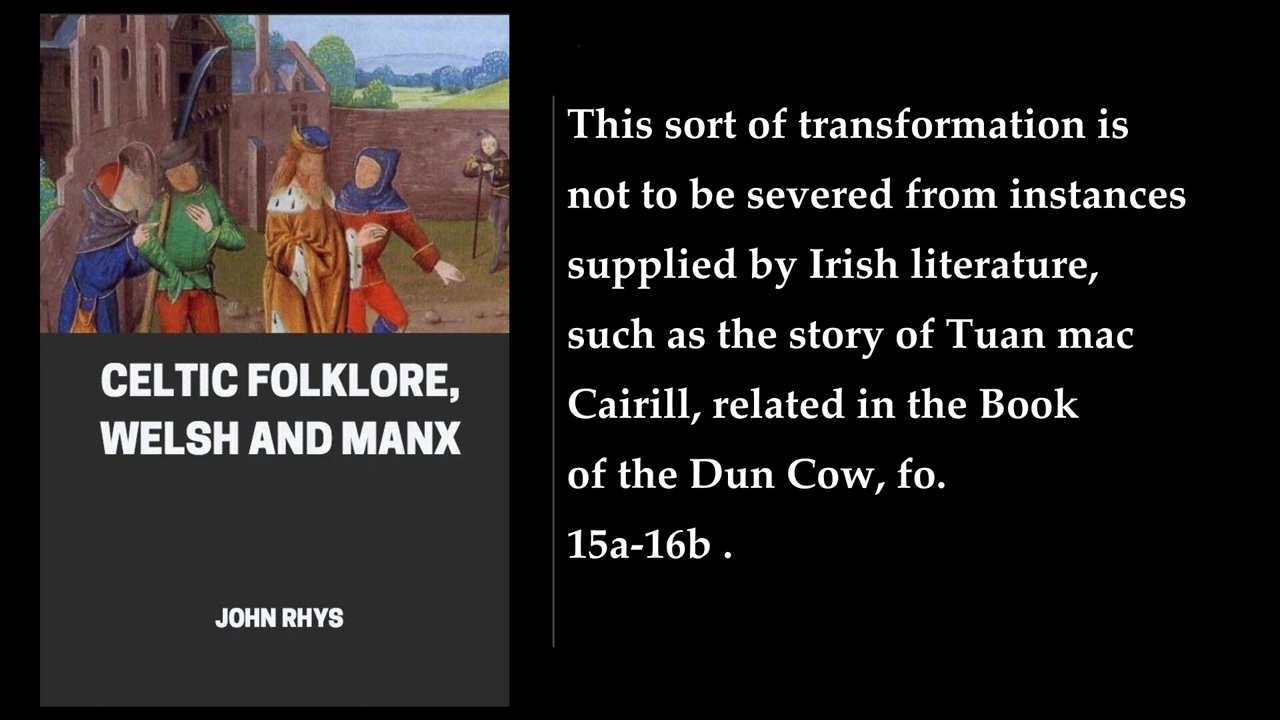 CELTIC FOLKLORE,
WELSH AND MANX
JOHN RHYS
This sort of transformation is
not to be severed from instances
supplied by Irish literature,
such as the story of Tuan mac
Cairill, related in the Book
of the Dun Cow, fo.
15a-16b .